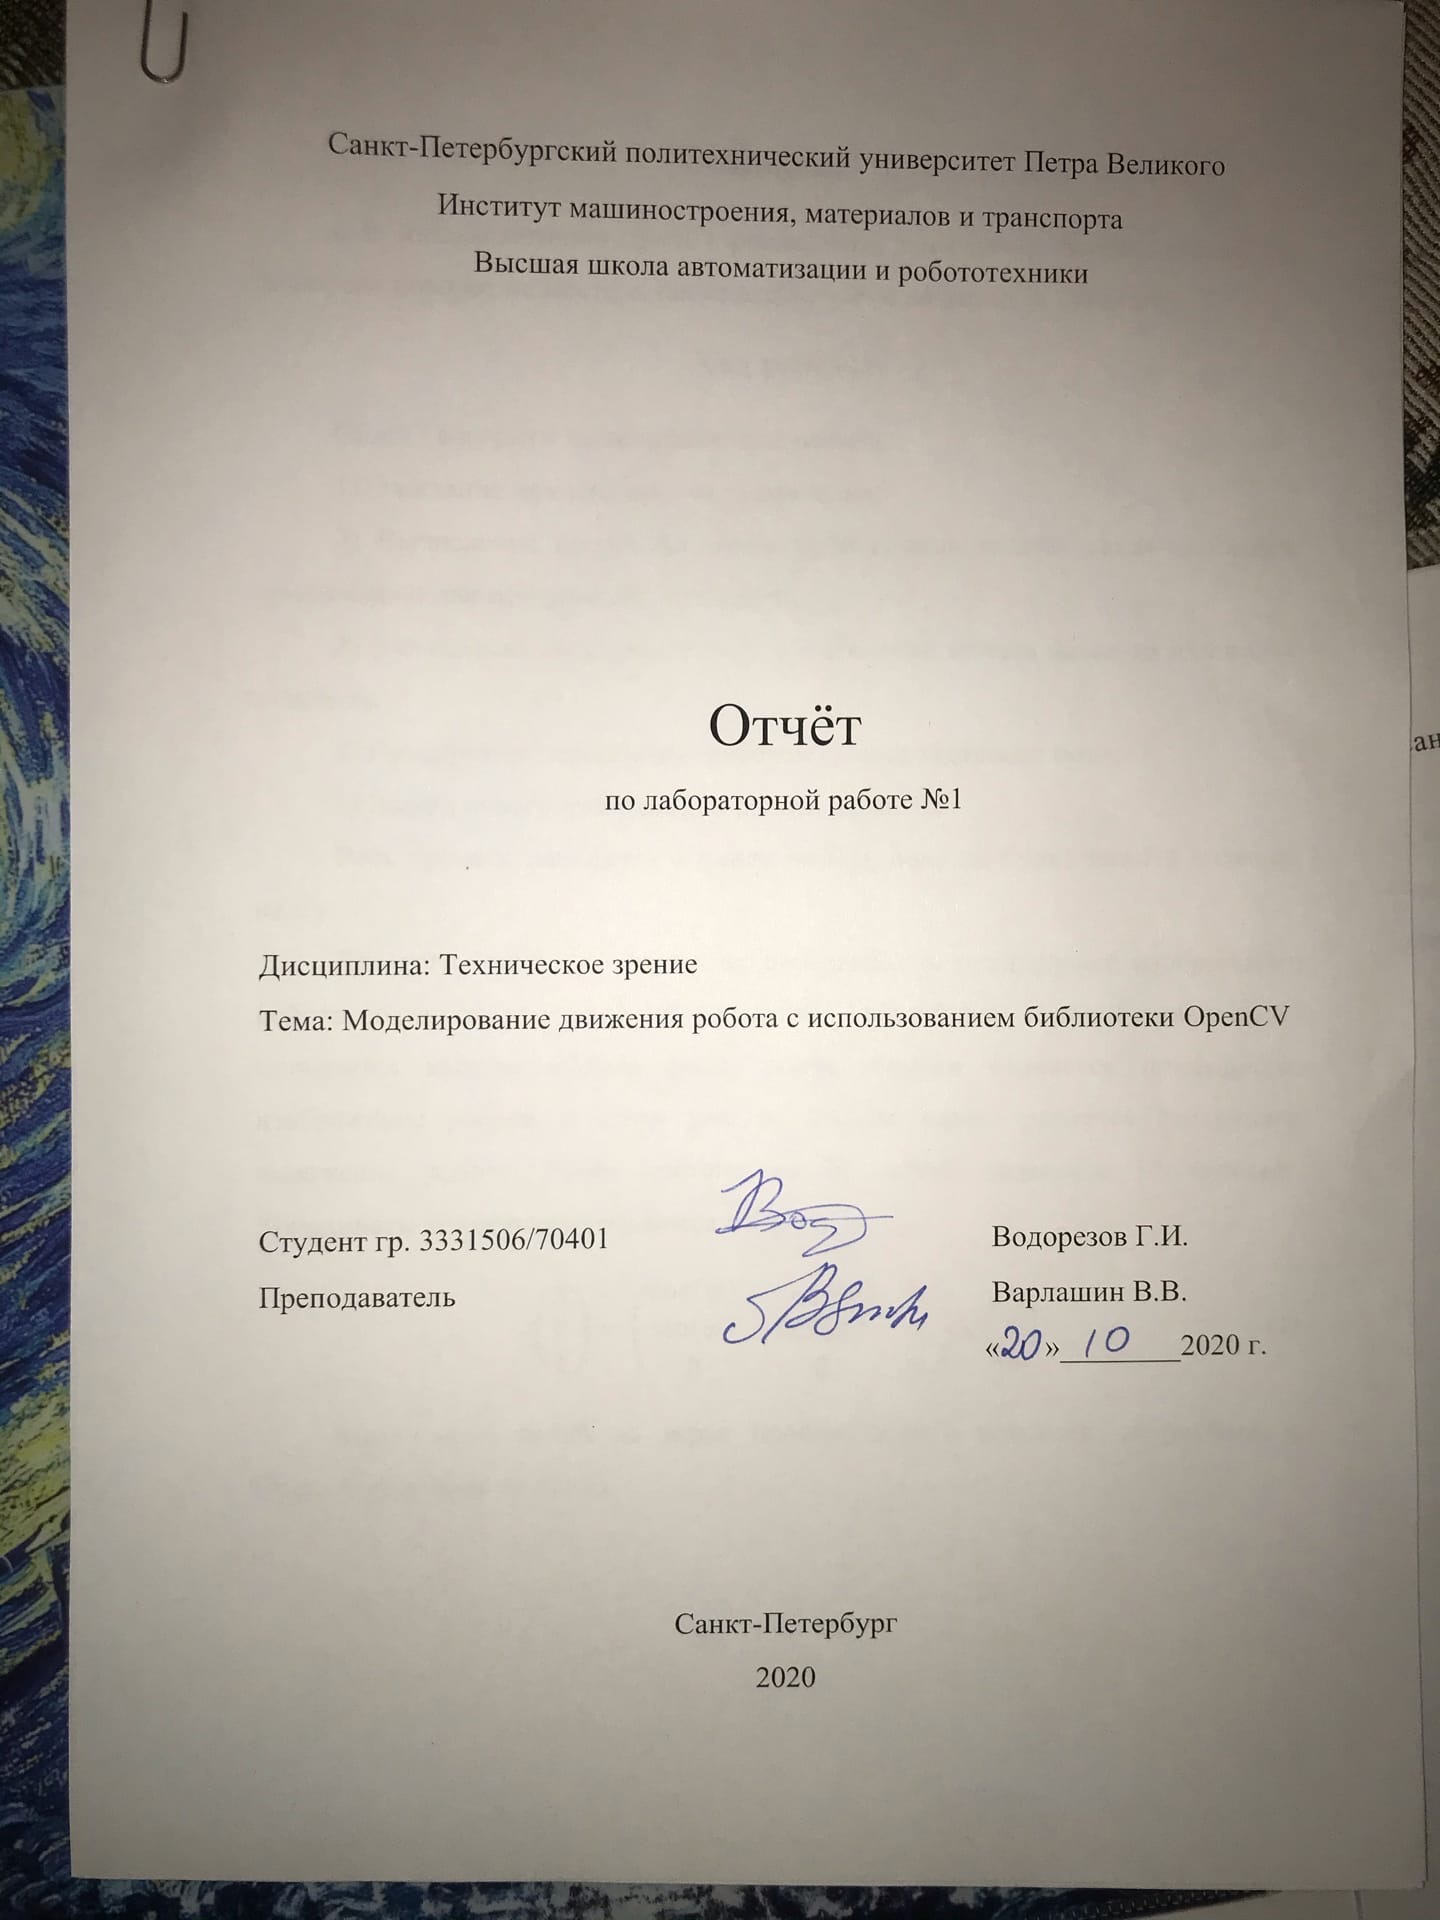 Санкт-Петербургский политехнический университет Петра Великого
Институт машиностроения, материалов и транспорта
Высшая школа автоматизации и робототехники
Отчёт
по лабораторной работе №1
Дисциплина: Техническое зрение
Тема: Моделирование движения робота с использованием библиотеки OpenCV
Студент гр. 3331506/70401 Водорезов Г.И.
Преподаватель Варлашин В.В.
«20» 10 2020 г.
Санкт-Петербург
2020